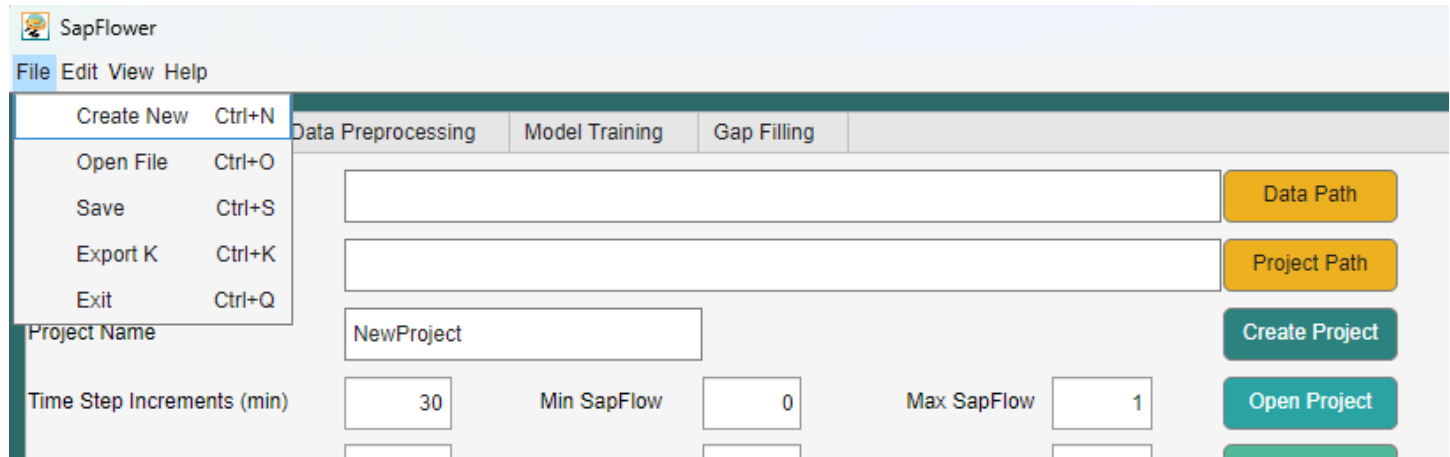 SapFlower
File Edit View Help
Create New Ctrl+N
Data Preprocessing Model Training Gap Filling
Open File Ctrl+O
Data Path
Save Ctrl+S
Export K Ctrl+K
Project Path
Exit Ctrl+Q
Project Name NewProject Create Project
Time Step Increments (min) 30 Min SapFlow 0 Max SapFlow 1 Open Project